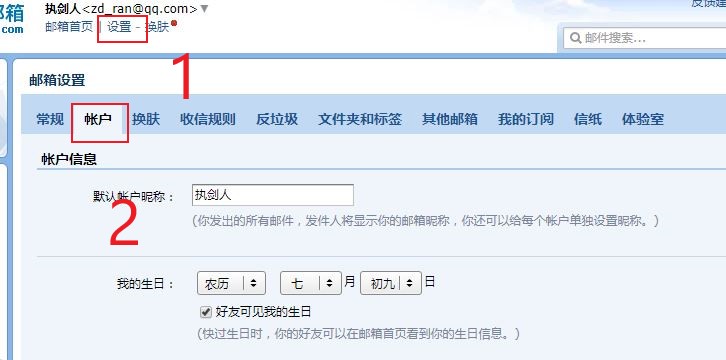 邮箱
.com
执剑人<zd_ran@qq.com>
邮箱首页 | 设置 - 换肤
反馈建
邮件搜索...
1
邮箱设置
常规 帐户 换肤 收信规则 反垃圾 文件夹和标签 其他邮箱 我的订阅 信纸 体验室
帐户信息
默认帐户昵称： 执剑人
2
(你发出的所有邮件，发件人将显示你的邮箱昵称，你还可以给每个帐户单独设置昵称。)
我的生日： 农历 七 月 初九 日
好友可见我的生日
(快过生日时，你的好友可以在邮箱首页看到你的生日信息。)